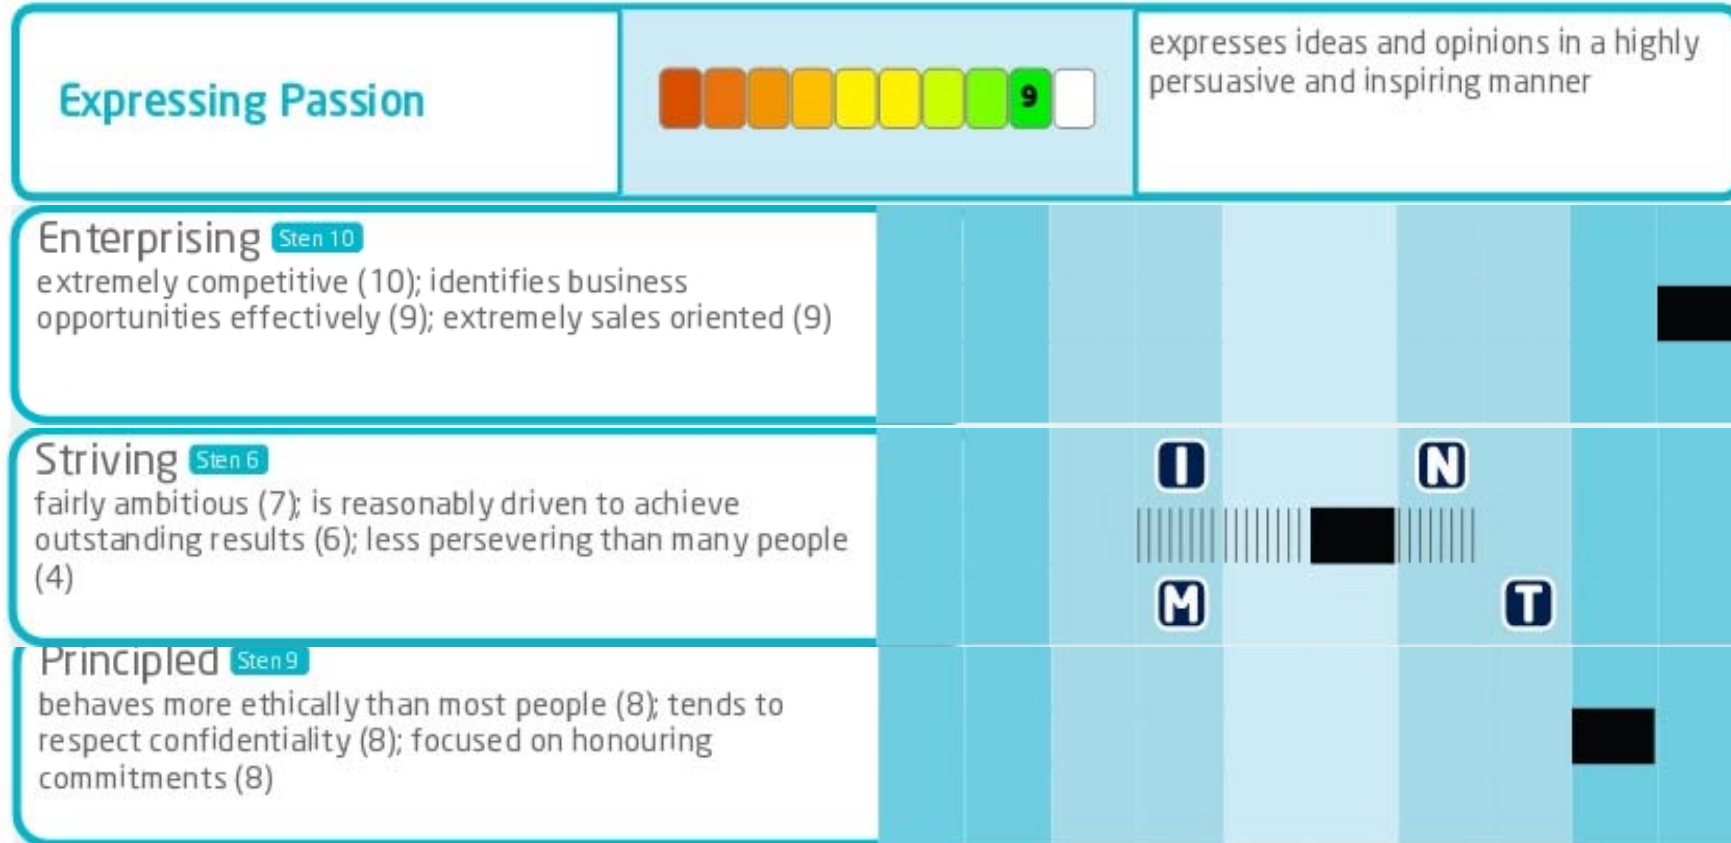 Expressing Passion
9
expresses ideas and opinions in a highly
persuasive and inspiring manner
Enterprising Sten 10
extremely competitive (10); identifies business
opportunities effectively (9); extremely sales oriented (9)
Striving Sten 6
fairly ambitious (7); is reasonably driven to achieve
outstanding results (6); less persevering than many people
(4)
I N
M T
Principled Sten 9
behaves more ethically than most people (8); tends to
respect confidentiality (8); focused on honouring
commitments (8)